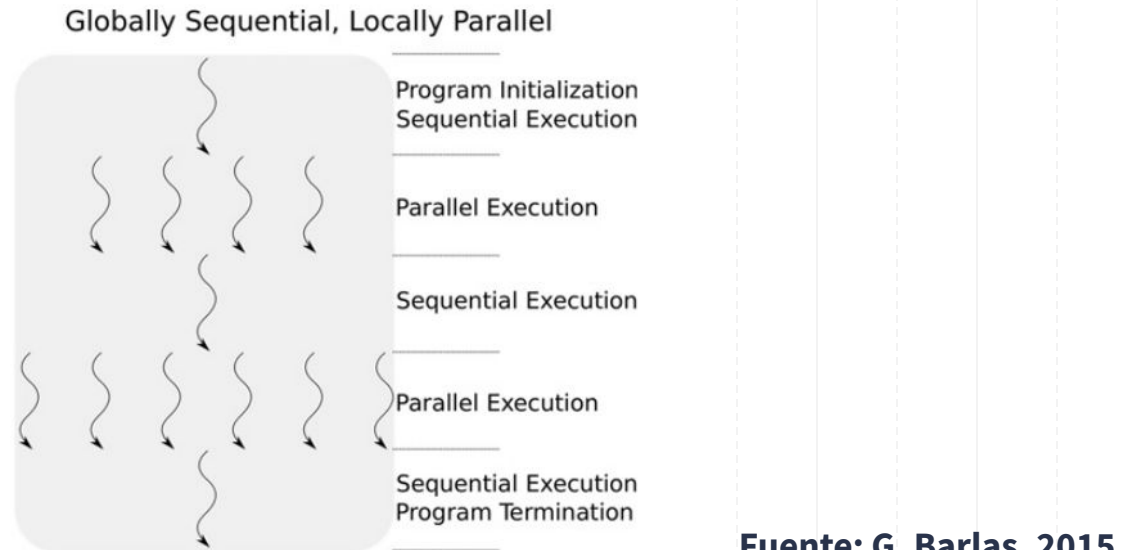 Globally Sequential, Locally Parallel
Program Initialization
Sequential Execution
Parallel Execution
Sequential Execution
Parallel Execution
Sequential Execution
Program Termination
Fuente: G. Barlas, 2015